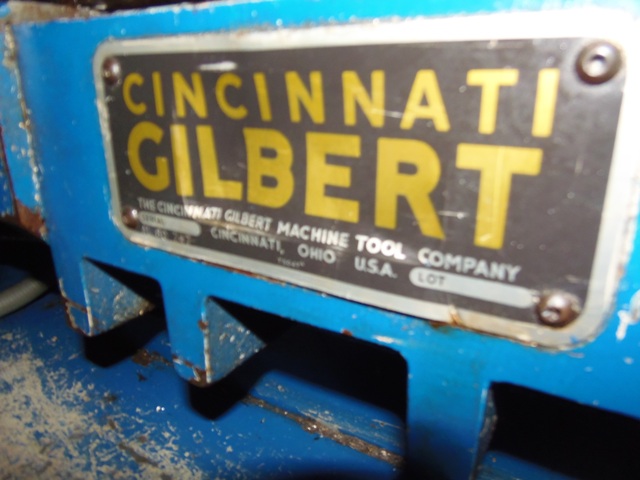 CINCINNATI
GILBERT
THE CINCINNATI GILBERT MACHINE TOOL COMPANY
CINCINNATI, OHIO U.S.A.
LOT